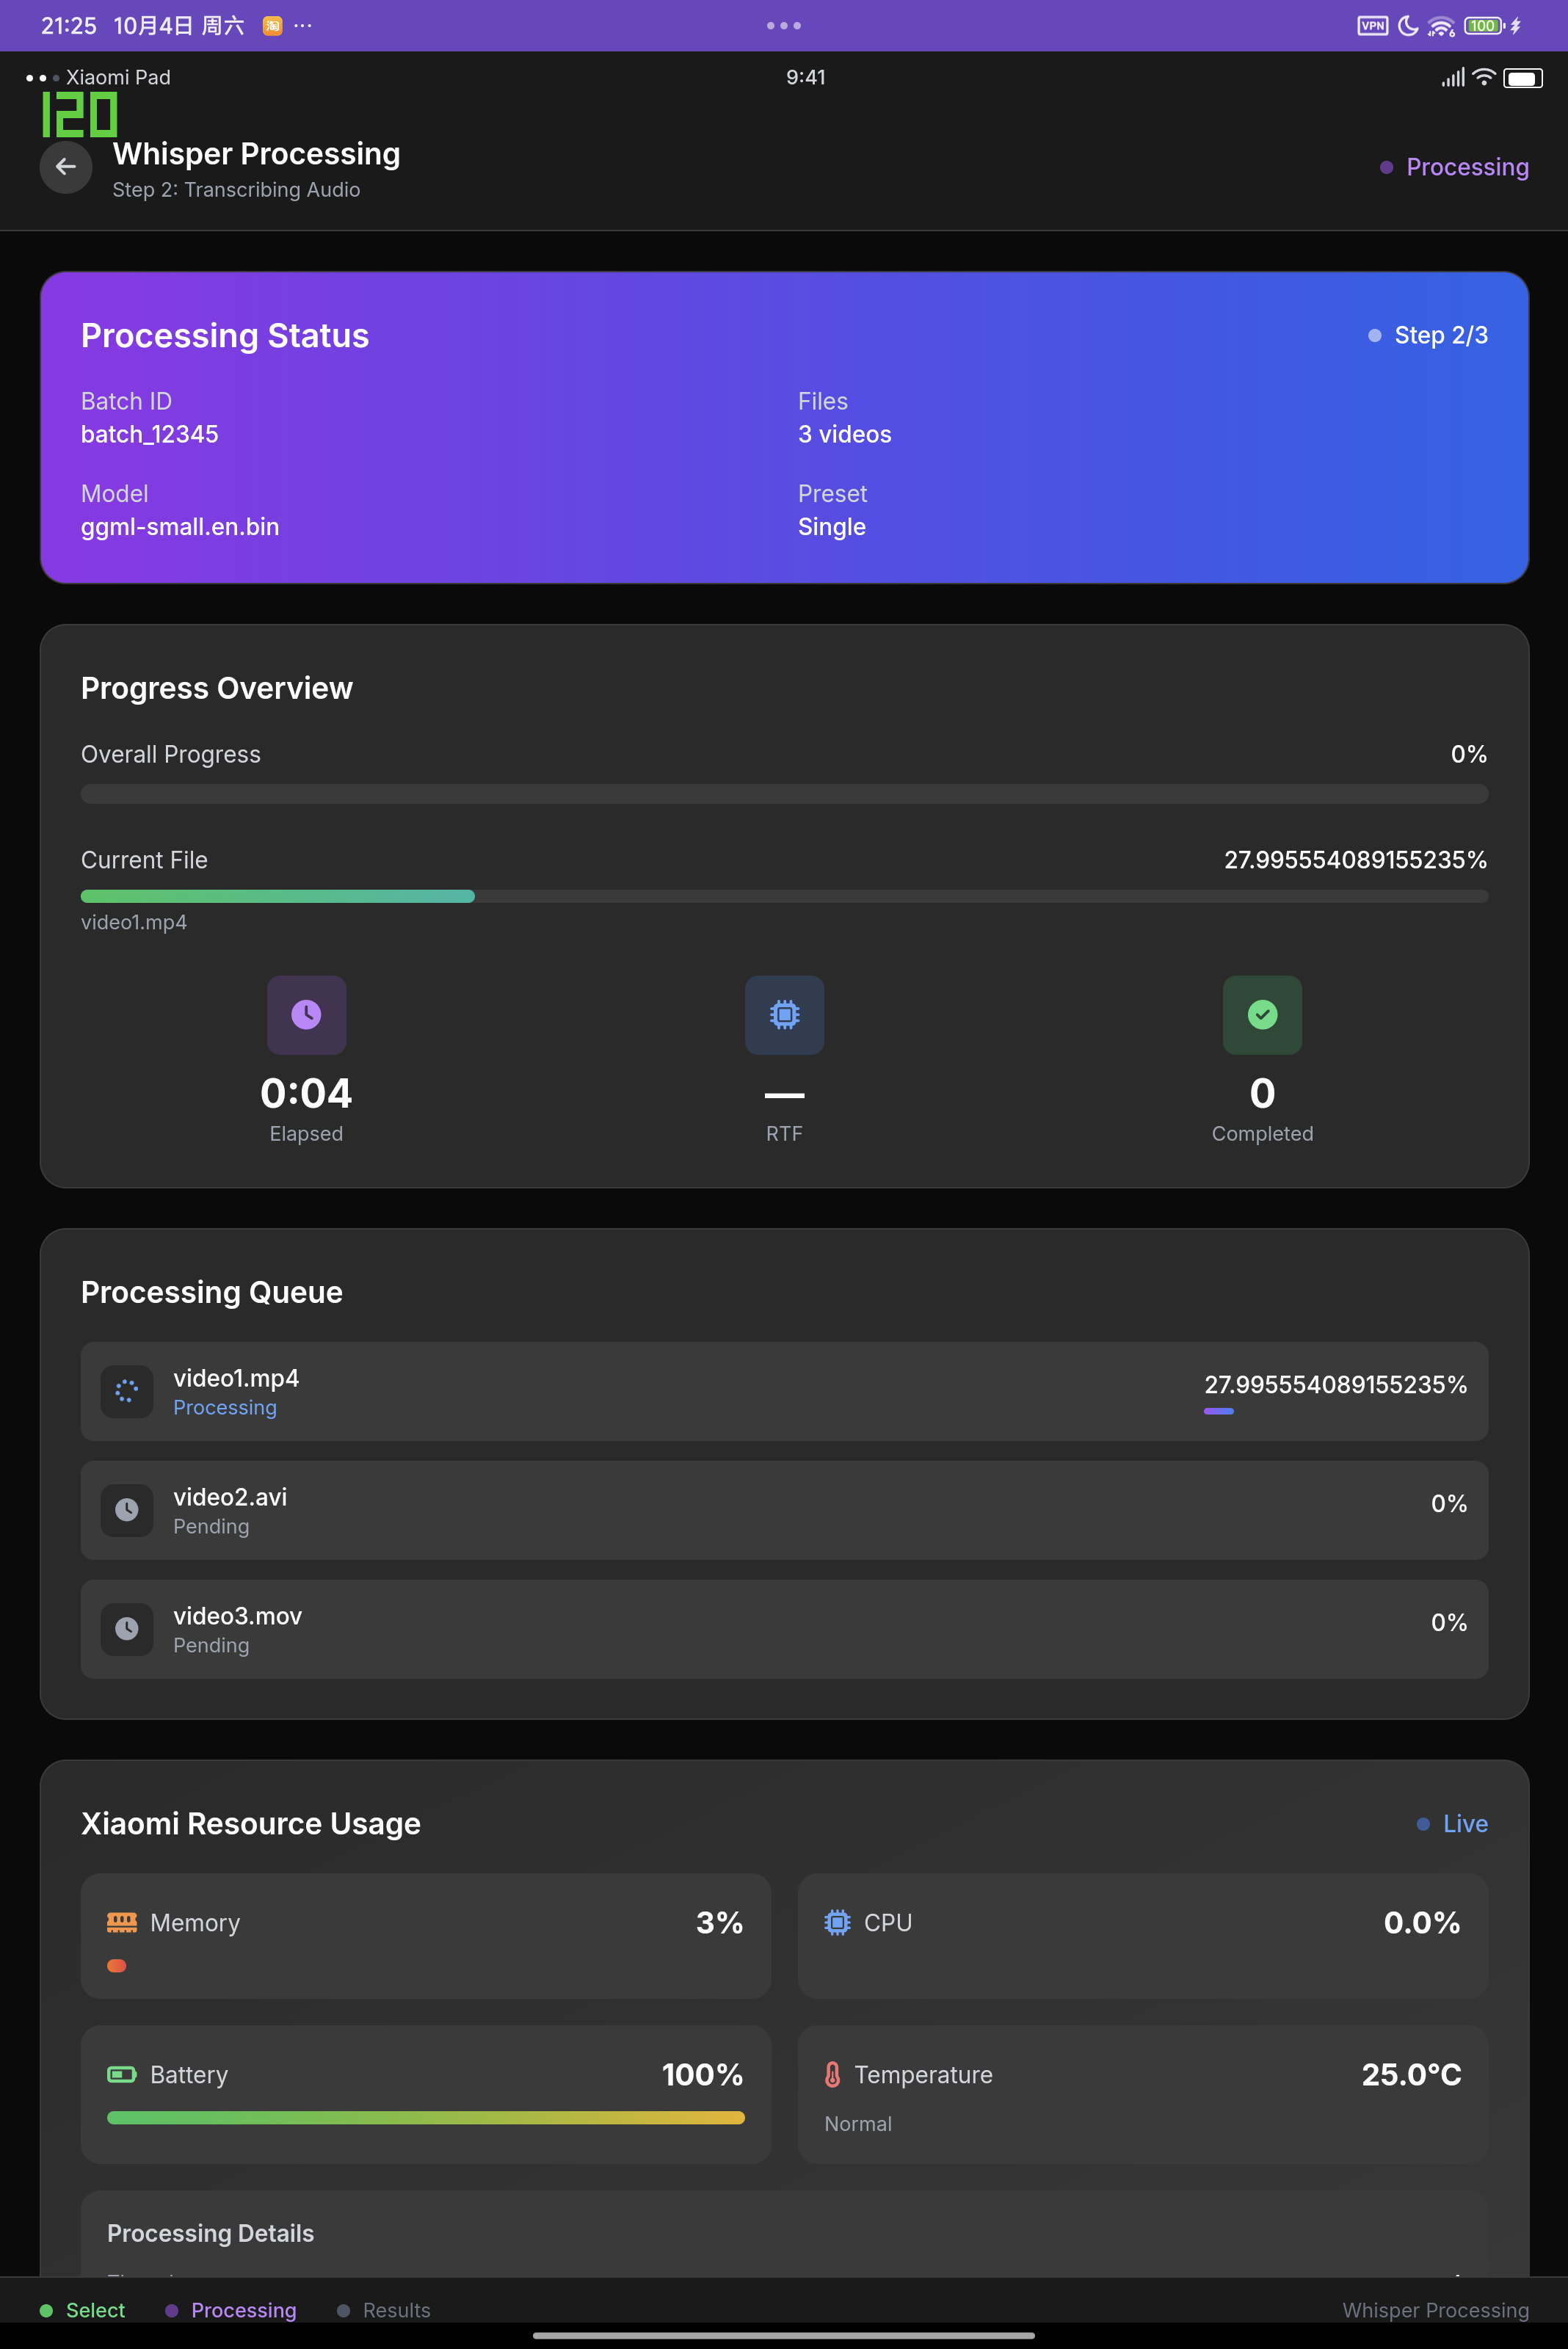 21:25 10月4日 周六 淘 ...
VPN 6 100
Xiaomi Pad 9:41
120
Whisper Processing
Step 2: Transcribing Audio
Processing
Processing Status
Step 2/3
Batch ID
batch_12345
Files
3 videos
Model
ggml-small.en.bin
Preset
Single
Progress Overview
Overall Progress 0%
Current File 27.995554089155235%
video1.mp4
0:04
Elapsed
—
RTF
0
Completed
Processing Queue
video1.mp4
Processing
27.995554089155235%
video2.avi
Pending
0%
video3.mov
Pending
0%
Xiaomi Resource Usage
Live
Memory 3%
CPU 0.0%
Battery 100%
Temperature 25.0°C
Normal
Processing Details
Select Processing Results Whisper Processing